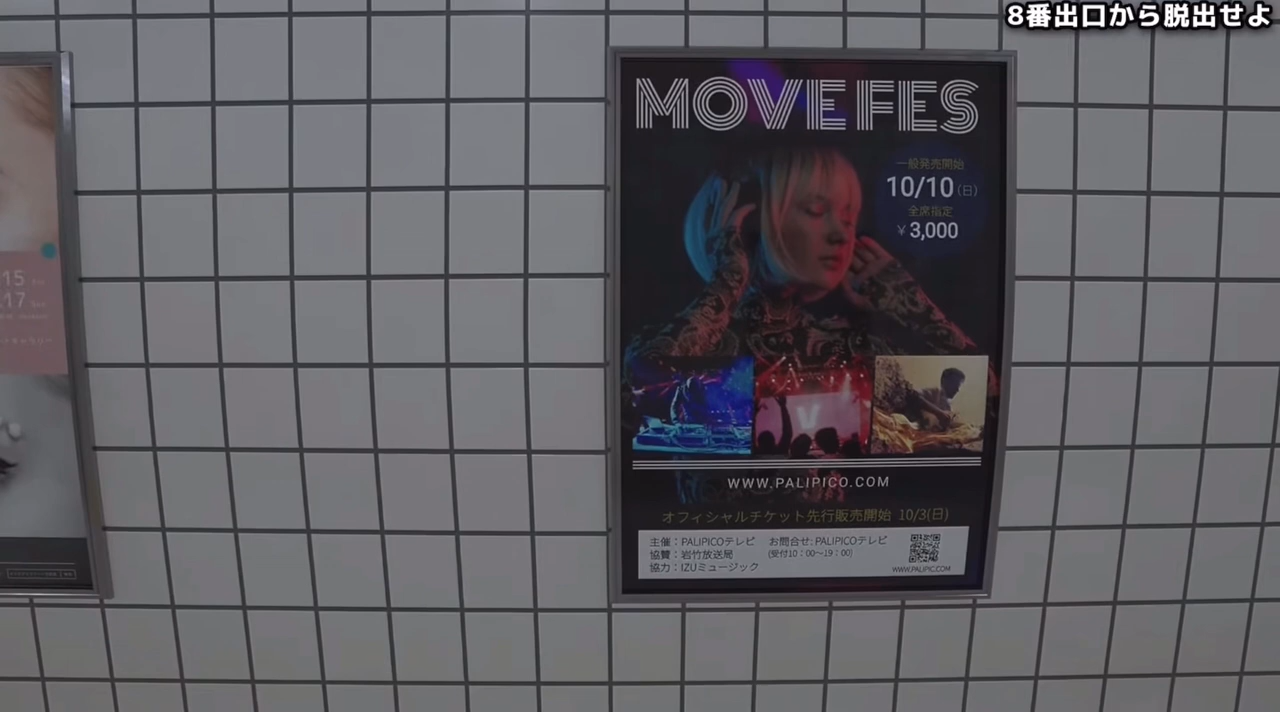 8番出口から脱出せよ
MOVE FES
一般発売開始
10/10(日)
全席指定
¥3,000
15
17
V
WWW.PALIPICO.COM
オフィシャルチケット先行販売開始 10/3(日)
主催：PALIPICOテレビ お問合せ: PALIPICOテレビ
協賛：岩竹放送局 (受付10：00〜19：00)
協力：IZUミュージック
WWW.PALIPIC.COM